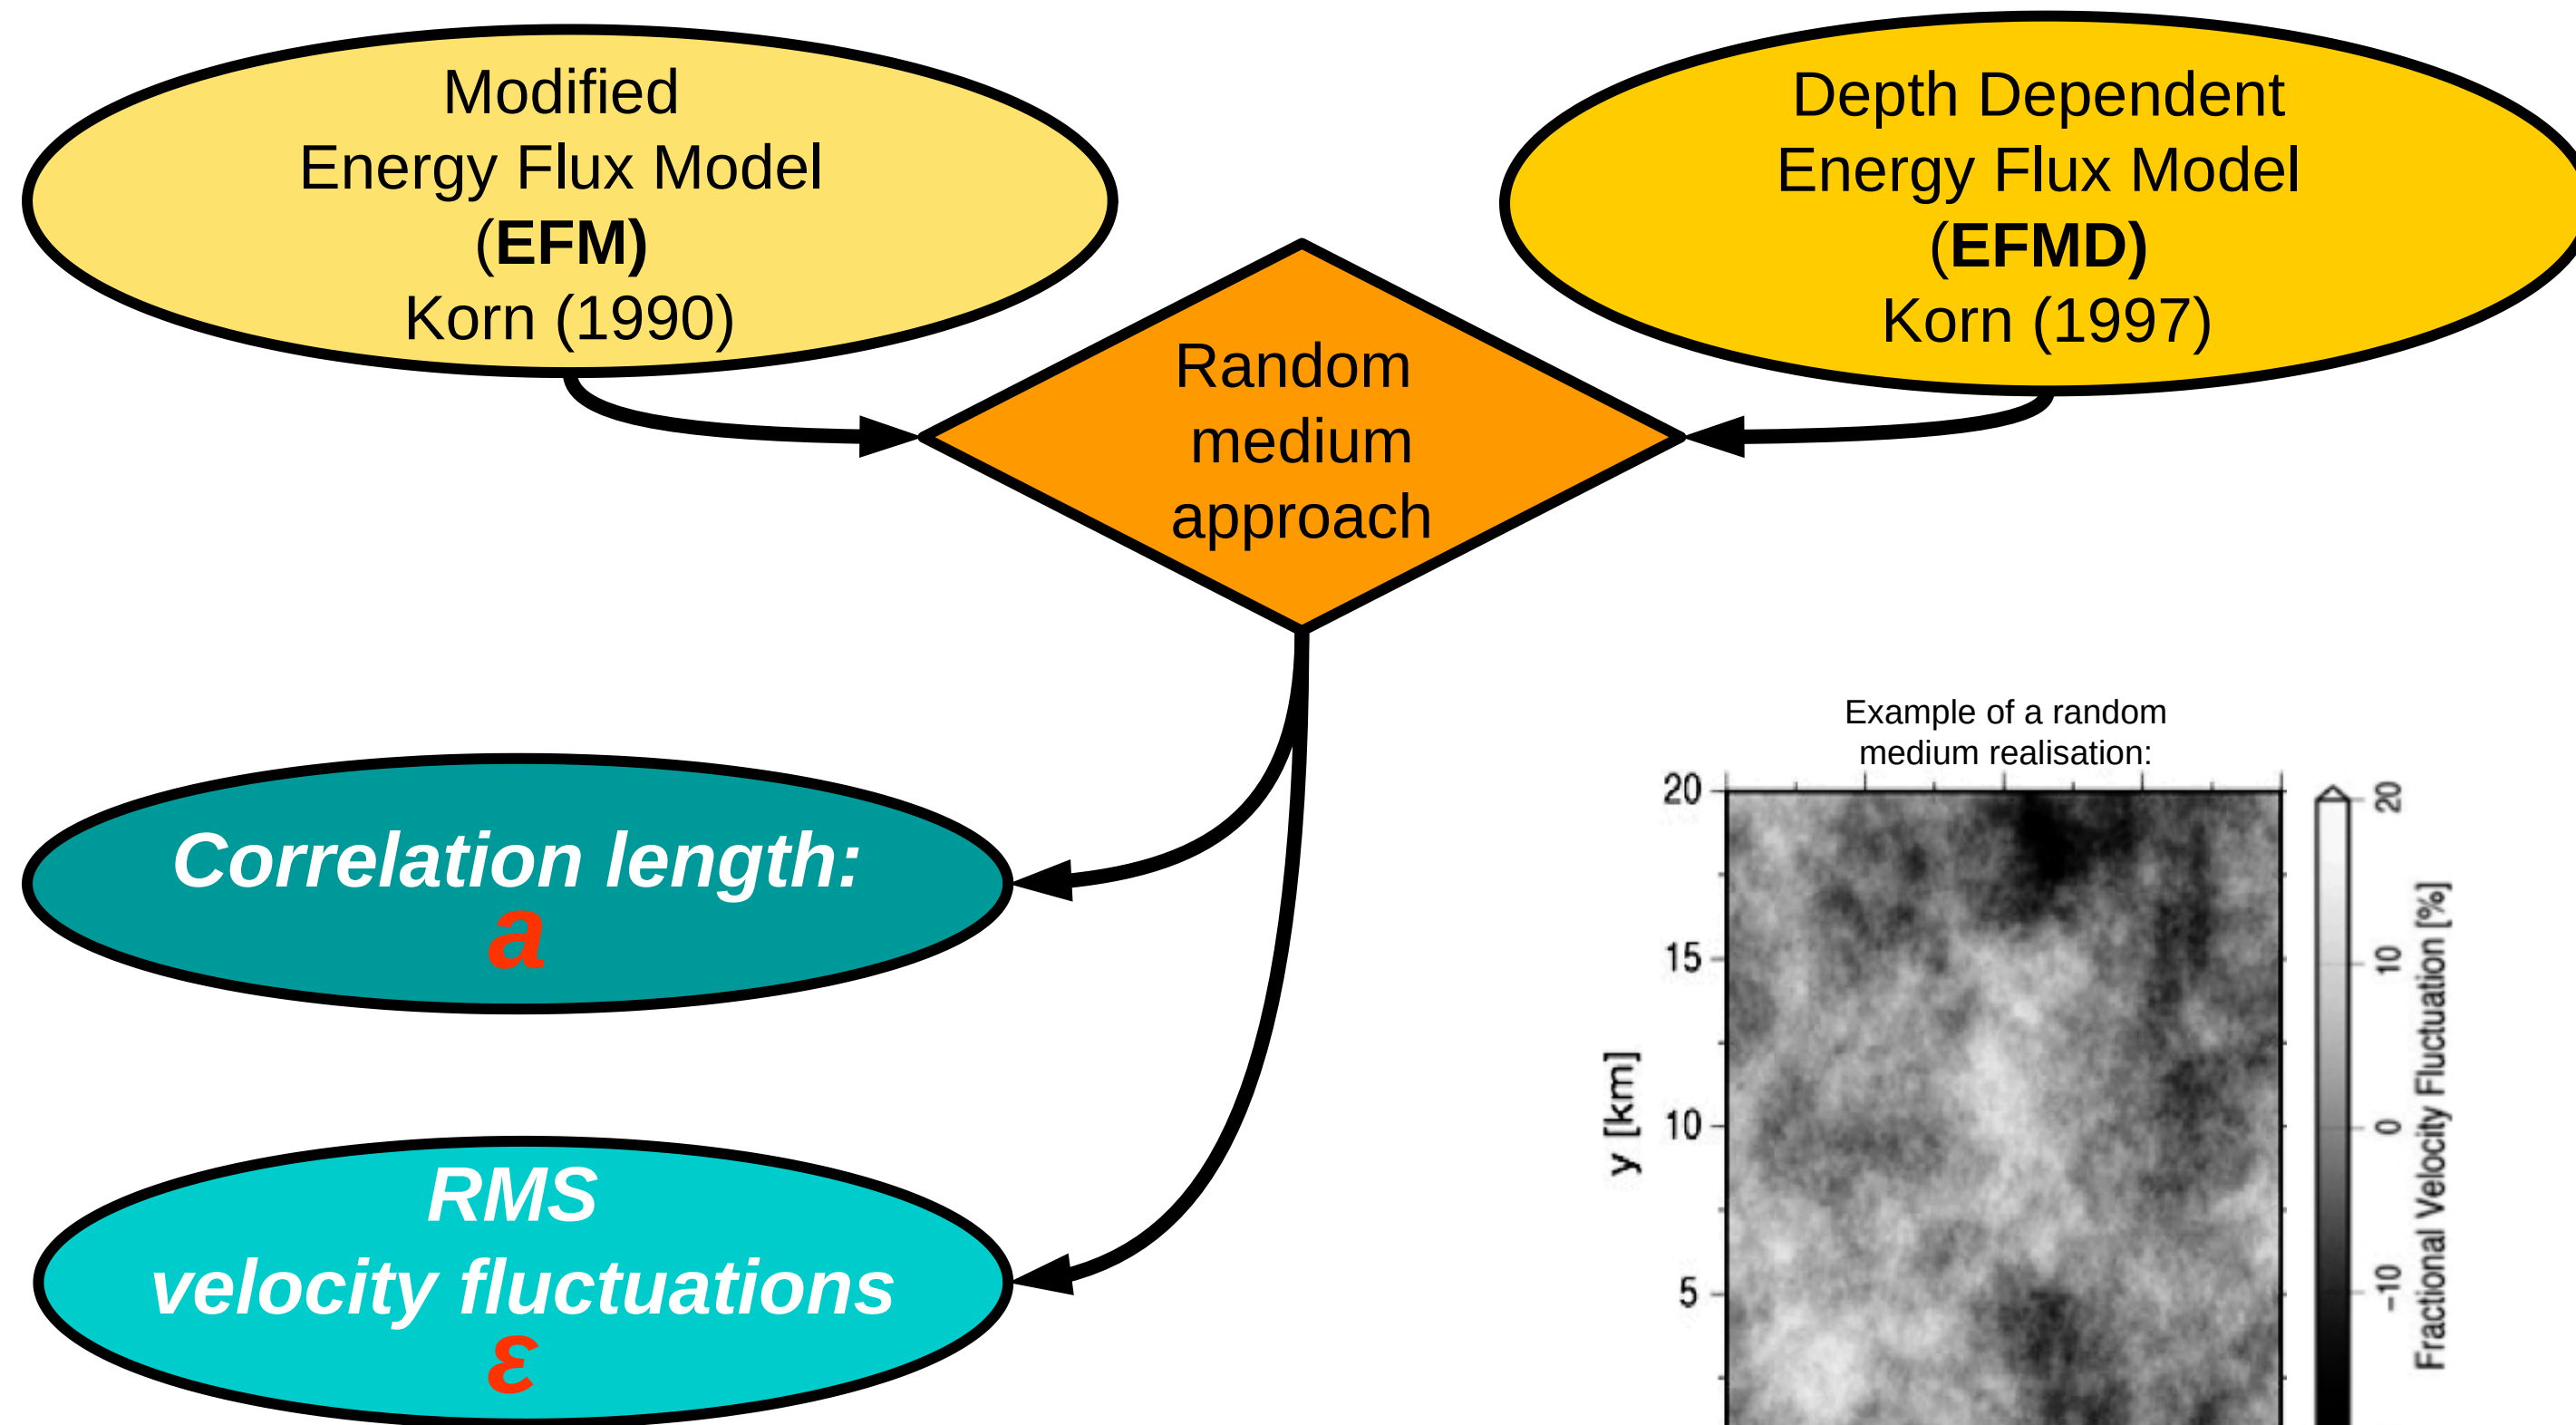 Modified
Energy Flux Model
(EFM)
Korn (1990)
Depth Dependent
Energy Flux Model
(EFMD)
Korn (1997)
Random
medium
approach
Correlation length:
a
RMS
velocity fluctuations
ε
Example of a random
medium realisation:
20
15
10
5
y [km]
20
10
0
−10
Fractional Velocity Fluctuation [%]